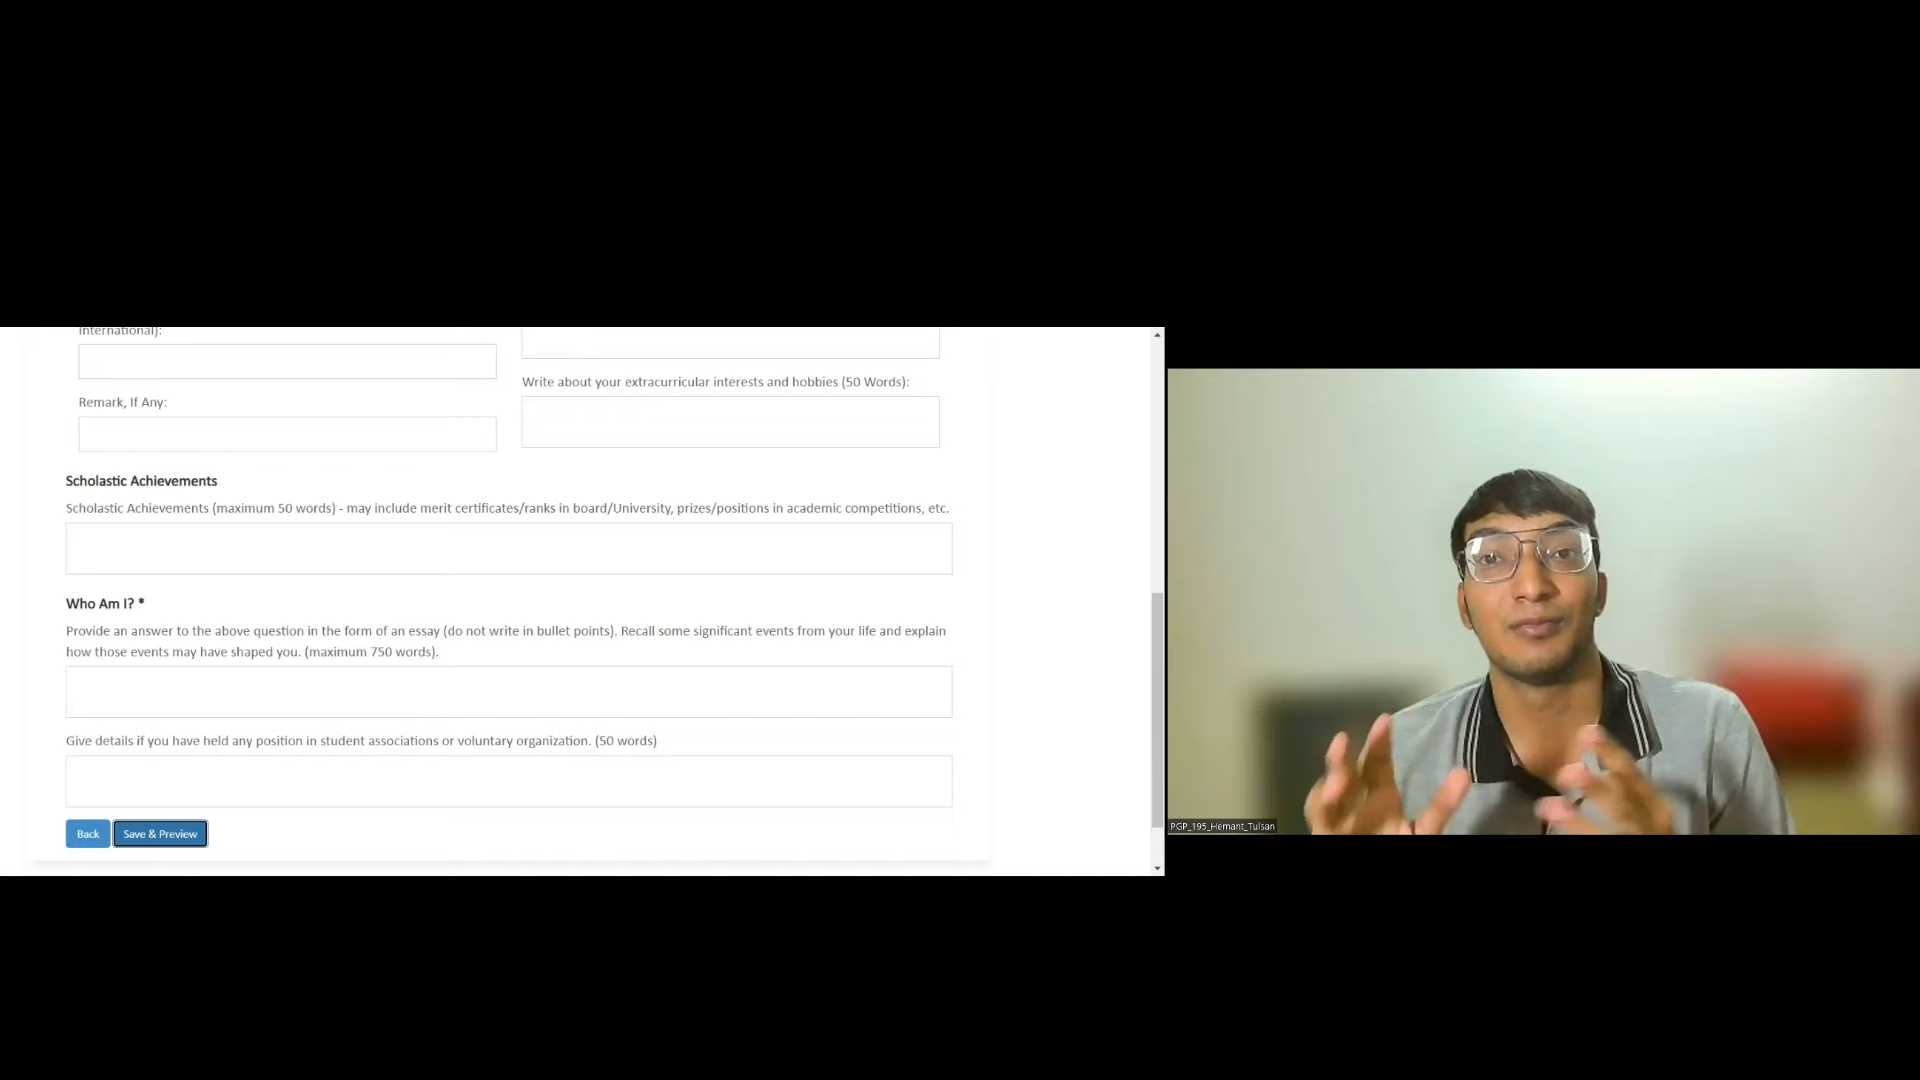 International):
Remark, If Any:
Write about your extracurricular interests and hobbies (50 Words):
Scholastic Achievements
Scholastic Achievements (maximum 50 words) - may include merit certificates/ranks in board/University, prizes/positions in academic competitions, etc.
Who Am I? *
Provide an answer to the above question in the form of an essay (do not write in bullet points). Recall some significant events from your life and explain
how those events may have shaped you. (maximum 750 words).
Give details if you have held any position in student associations or voluntary organization. (50 words)
Back
Save & Preview
PGP_195_Hemant_Tulsan